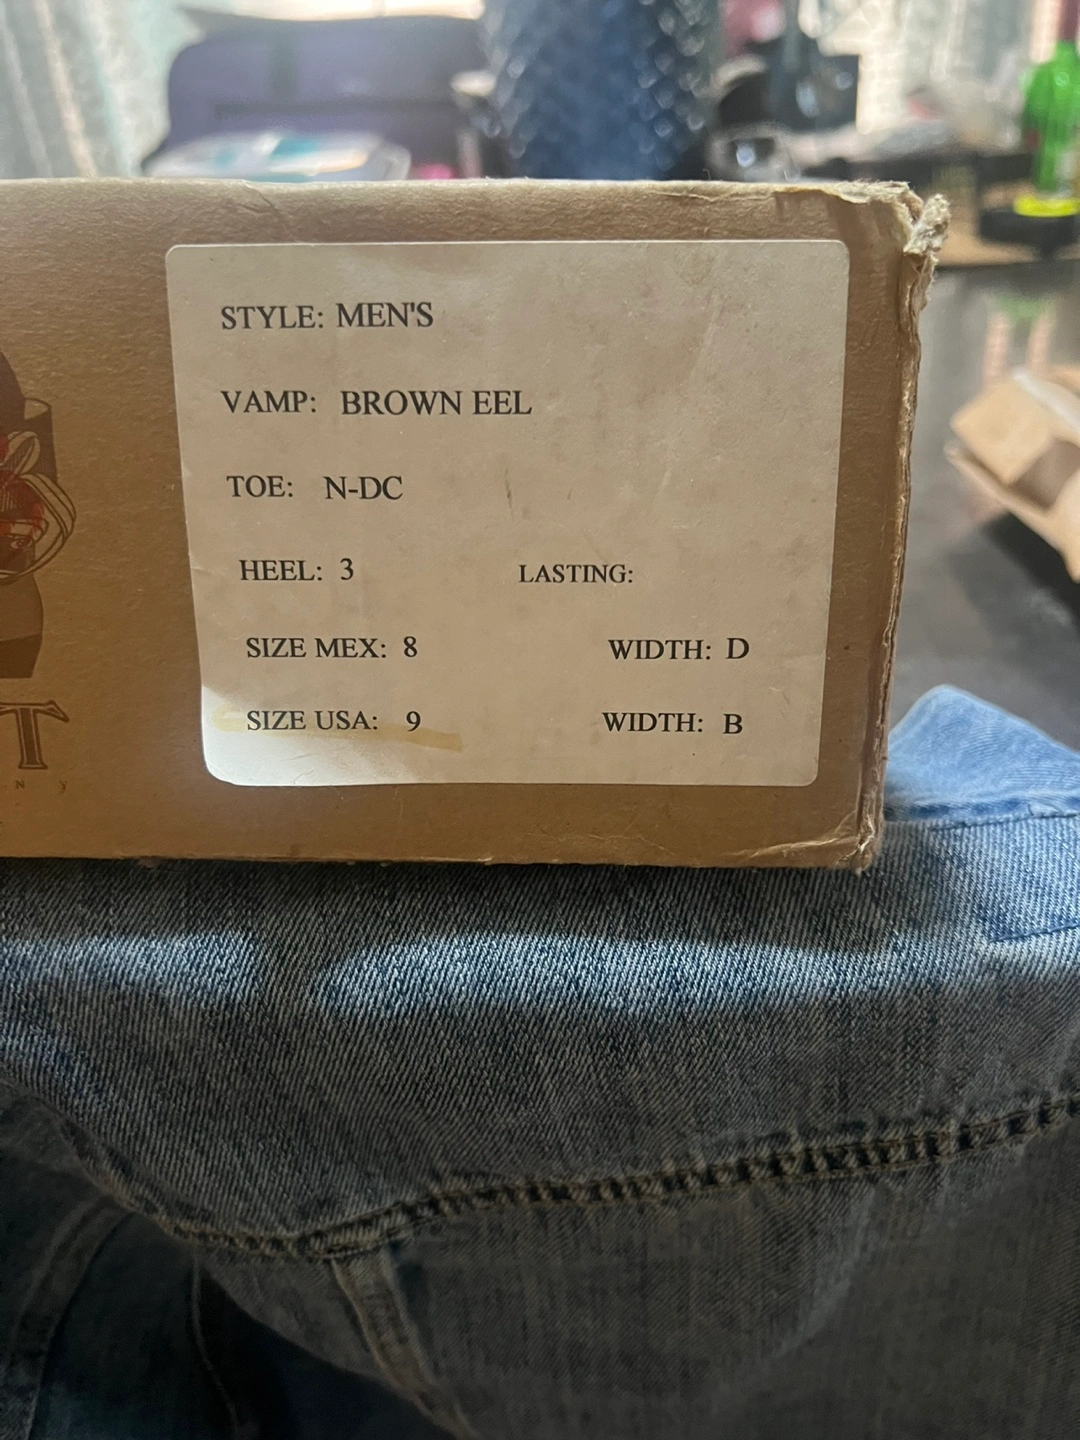 STYLE: MEN'S
VAMP: BROWN EEL
TOE: N-DC
HEEL: 3 LASTING:
SIZE MEX: 8 WIDTH: D
SIZE USA: 9 WIDTH: B
T
N Y